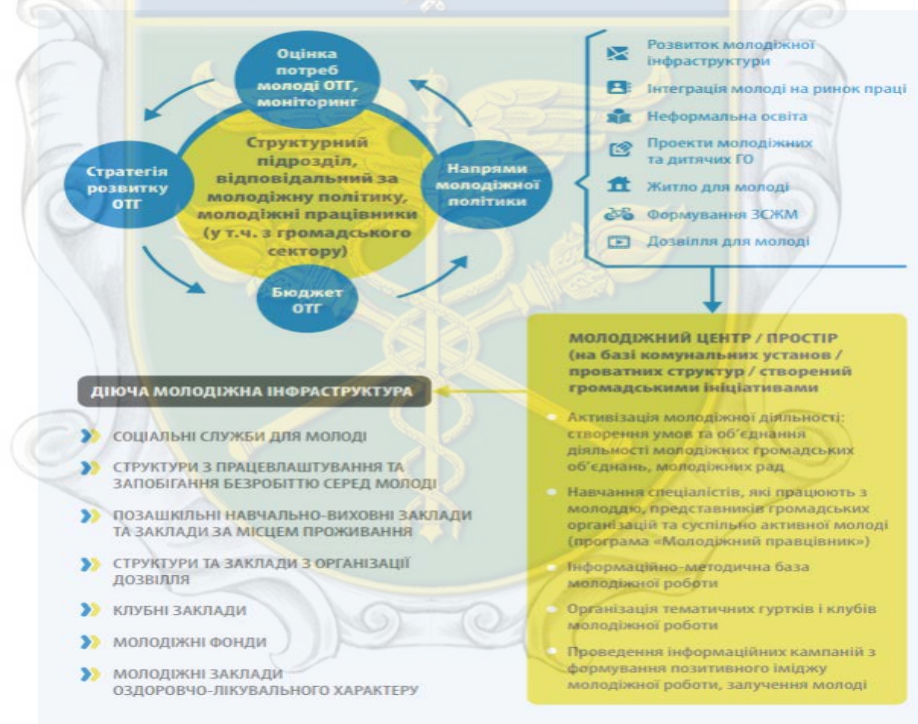 Оцінка
потреб
молоді ОТГ,
моніторинг
Стратегія
розвитку
ОТГ
Структурний
підрозділ,
відповідальний за
молодіжну політику,
молодіжні працівники
(у т.ч. з громадського
сектору)
Напрями
молодіжної
політики
Бюджет
ОТГ
Розвиток молодіжної
інфраструктури
Інтеграція молоді на ринок праці
Неформальна освіта
Проекти молодіжних
та дитячих ГО
Житло для молоді
Формування ЗСЖМ
Дозвілля для молоді
МОЛОДІЖНИЙ ЦЕНТР / ПРОСТІР
(на базі комунальних установ /
проватних структур / створений
громадськими ініціативами
Активізація молодіжної діяльності:
створення умов та об’єднання
діяльності молодіжних громадських
об’єднань, молодіжних рад
Навчання спеціалістів, які працюють з
молоддю, представників громадських
організацій та суспільно активної молоді
(програма «Молодіжний правцівник»)
Інформаційно-методична база
молодіжної роботи
Організація тематичних гуртків і клубів
молодіжної роботи
Проведення інформаційних кампаній з
формування позитивного іміджу
молодіжної роботи, залучення молоді
ДІЮЧА МОЛОДІЖНА ІНФРАСТРУКТУРА
СОЦІАЛЬНІ СЛУЖБИ ДЛЯ МОЛОДІ
СТРУКТУРИ З ПРАЦЕВЛАШТУВАННЯ ТА
ЗАПОБІГАННЯ БЕЗРОБІТТЮ СЕРЕД МОЛОДІ
ПОЗАШКІЛЬНІ НАВЧАЛЬНО-ВИХОВНІ ЗАКЛАДИ
ТА ЗАКЛАДИ ЗА МІСЦЕМ ПРОЖИВАННЯ
СТРУКТУРИ ТА ЗАКЛАДИ З ОРГАНІЗАЦІЇ
ДОЗВІЛЛЯ
КЛУБНІ ЗАКЛАДИ
МОЛОДІЖНІ ФОНДИ
МОЛОДІЖНІ ЗАКЛАДИ
ОЗДОРОВЧО-ЛІКУВАЛЬНОГО ХАРАКТЕРУ